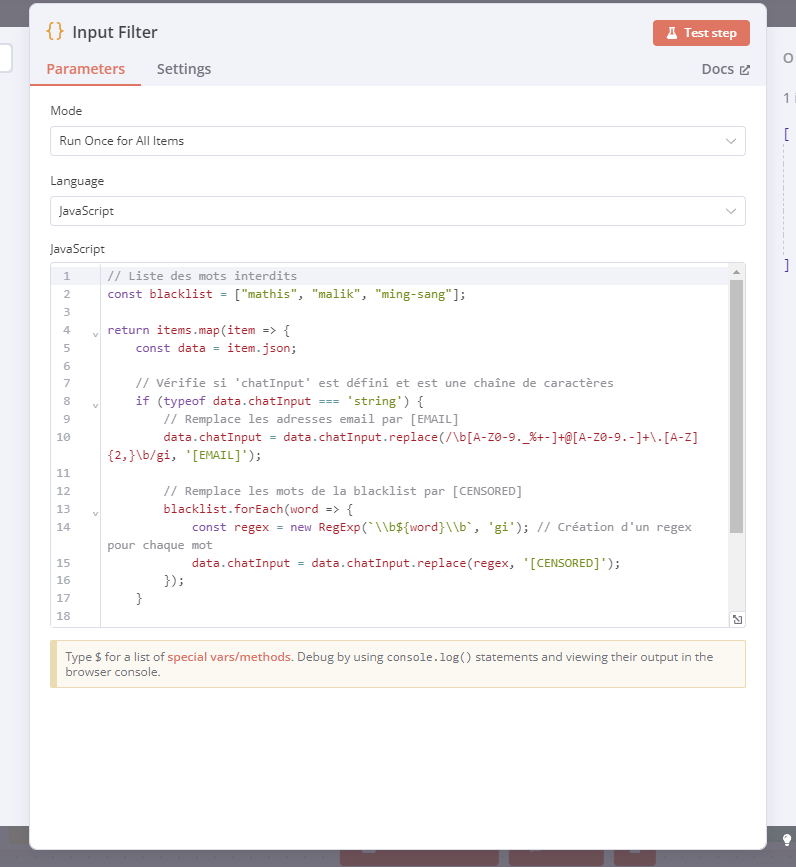 {} Input Filter
Test step
Parameters Settings Docs
Mode
Run Once for All Items
Language
JavaScript
JavaScript
1 // Liste des mots interdits
2 const blacklist = ["mathis", "malik", "ming-sang"];
3
4 return items.map(item => {
5 const data = item.json;
6
7 // Vérifie si 'chatInput' est défini et est une chaîne de caractères
8 if (typeof data.chatInput === 'string') {
9 // Remplace les adresses email par [EMAIL]
10 data.chatInput = data.chatInput.replace(/\b[A-Z0-9._%+-]+@[A-Z0-9.-]+\.[A-Z]
{2,}\b/gi, '[EMAIL]');
11
12 // Remplace les mots de la blacklist par [CENSORED]
13 blacklist.forEach(word => {
14 const regex = new RegExp(`\\b${word}\\b`, 'gi'); // Création d'un regex
pour chaque mot
15 data.chatInput = data.chatInput.replace(regex, '[CENSORED]');
16 });
17 }
18
Type $ for a list of special vars/methods. Debug by using console.log() statements and viewing their output in the
browser console.
O
1
[
]